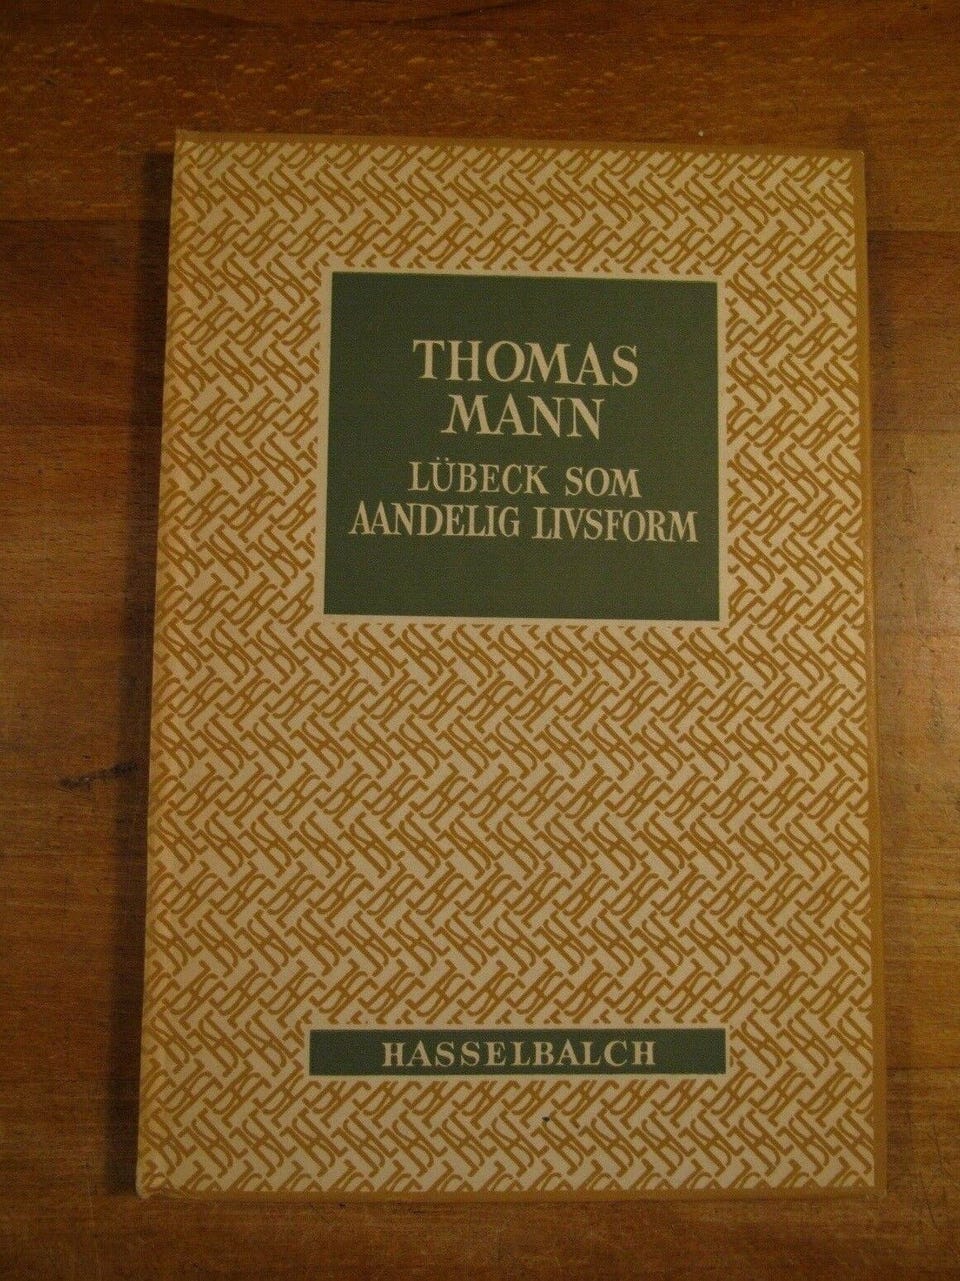 THOMAS
MANN
LÜBECK SOM
AANDELIG LIVSFORM
HASSELBALCH